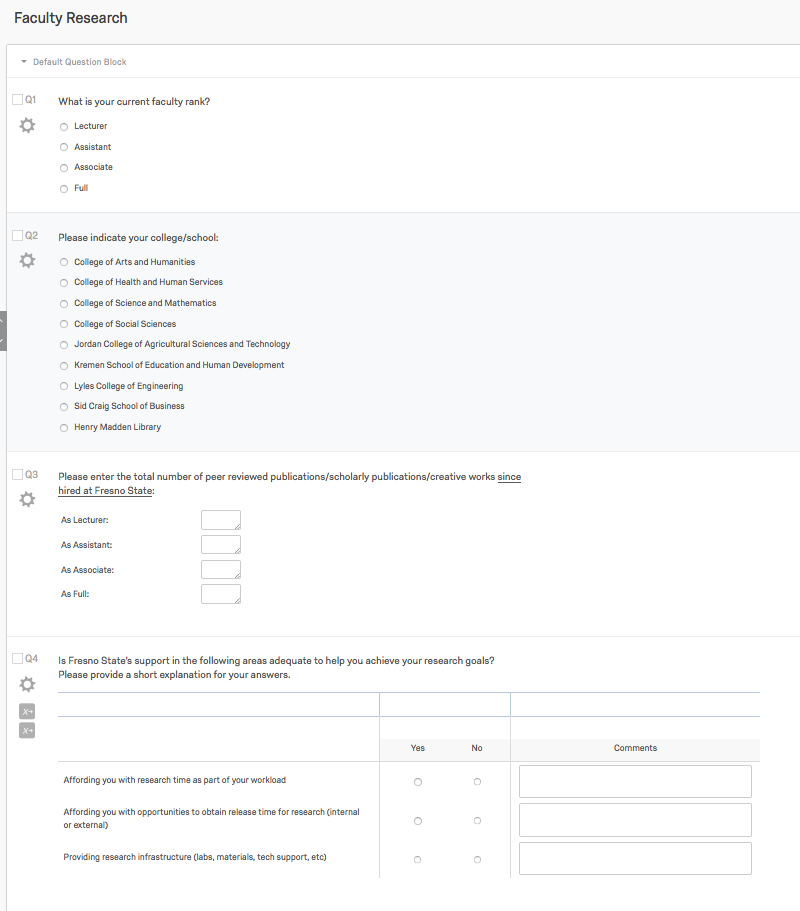 Faculty Research
Default Question Block
Q1
What is your current faculty rank?
Lecturer
Assistant
Associate
Full
Q2
Please indicate your college/school:
College of Arts and Humanities
College of Health and Human Services
College of Science and Mathematics
College of Social Sciences
Jordan College of Agricultural Sciences and Technology
Kremen School of Education and Human Development
Lyles College of Engineering
Sid Craig School of Business
Henry Madden Library
Q3
Please enter the total number of peer reviewed publications/scholarly publications/creative works since
hired at Fresno State:
As Lecturer:
As Assistant:
As Associate:
As Full:
Q4
Is Fresno State's support in the following areas adequate to help you achieve your research goals?
Please provide a short explanation for your answers.
X→
X→
Yes No Comments
Affording you with research time as part of your workload
Affording you with opportunities to obtain release time for research (internal
or external)
Providing research infrastructure (labs, materials, tech support, etc)